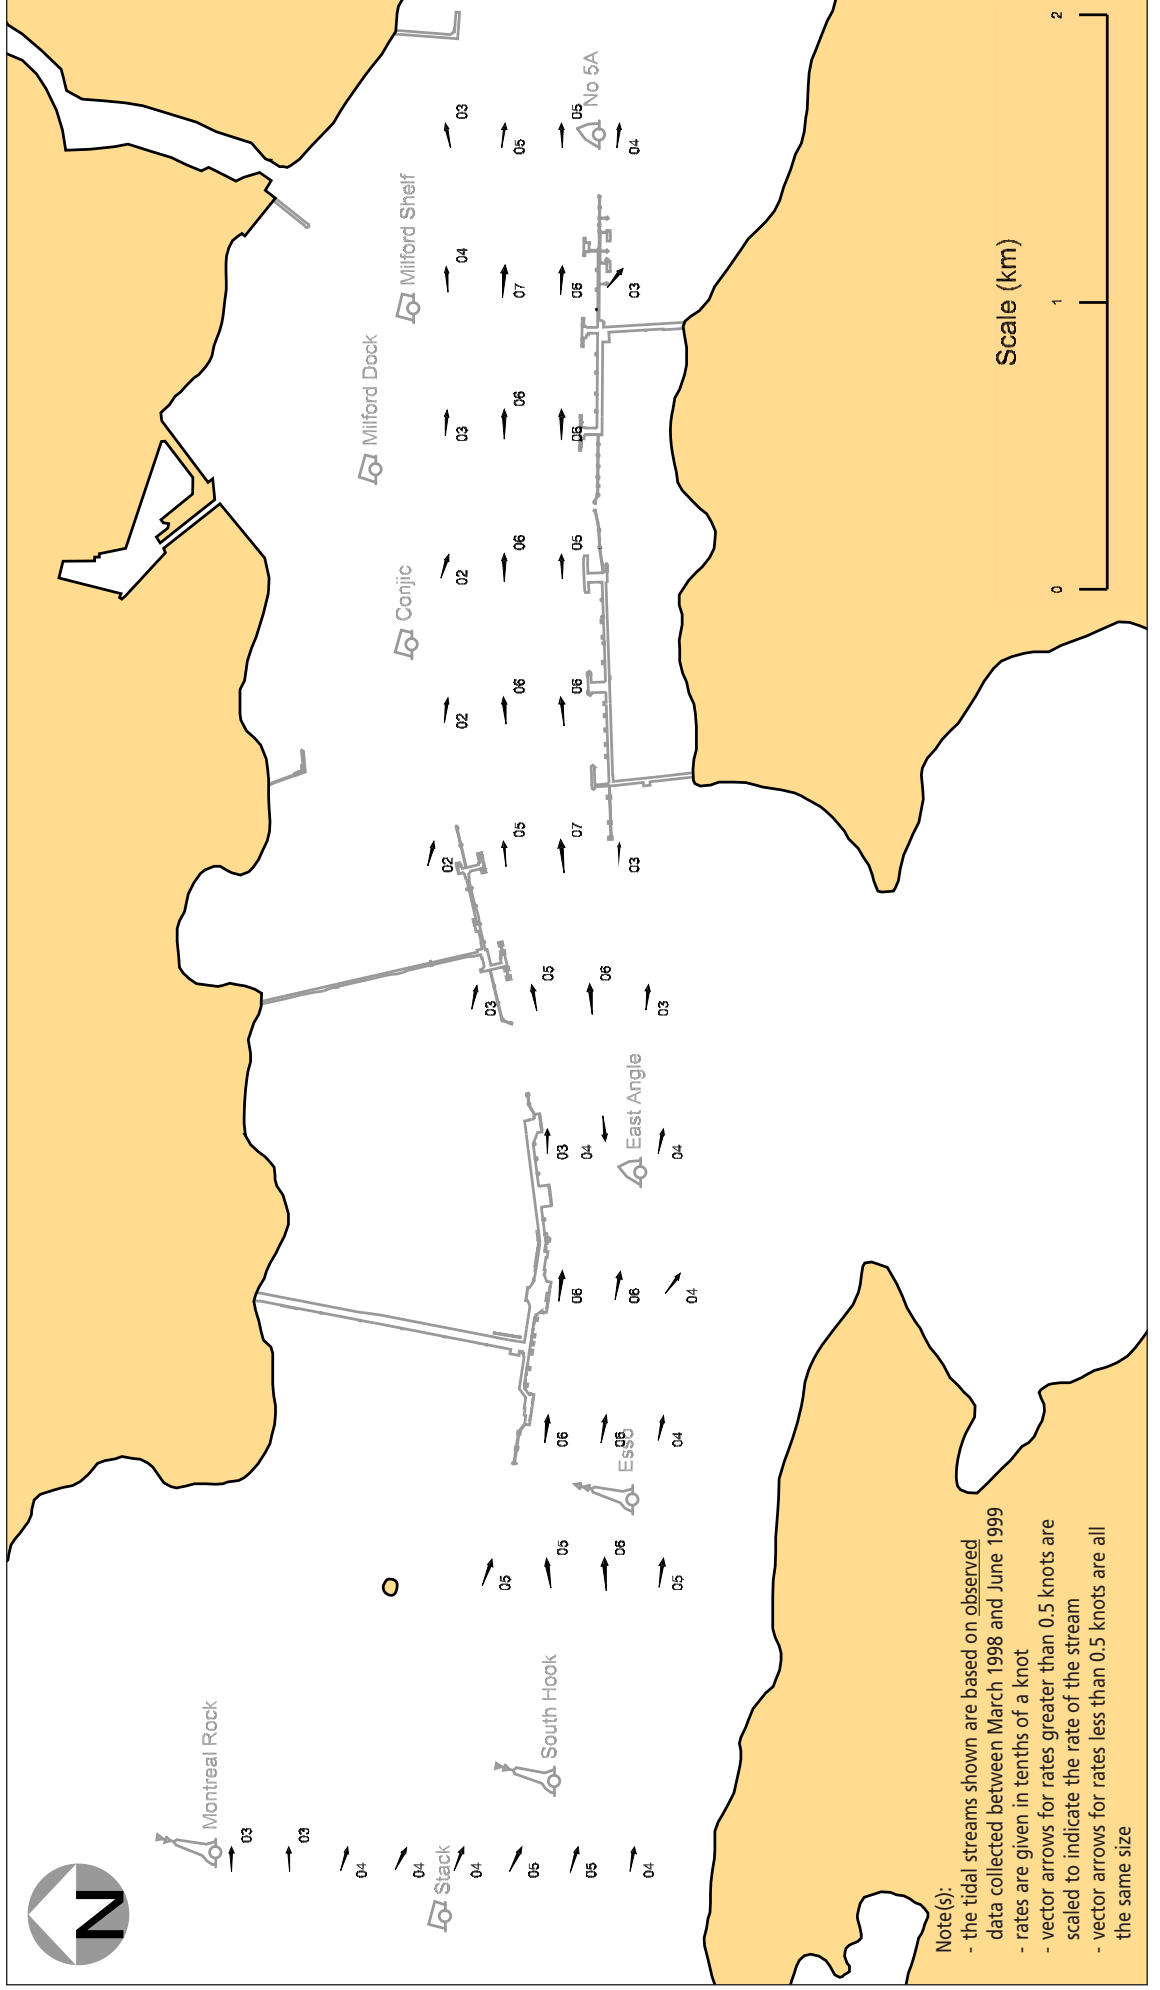 N
Montreal Rock
03
03
04
04
Stack
04
05
05
04
South Hook
05
05
06
05
Esso
06
06
04
06
06
04
03
04
04
East Angle
03
05
06
03
02
05
07
03
02
06
06
Conjic
02
06
05
Milford Dock
03
06
06
Milford Shelf
04
07
06
03
03
05
05
04
No 5A
Note(s):
- the tidal streams shown are based on observed
data collected between March 1998 and June 1999
- rates are given in tenths of a knot
- vector arrows for rates greater than 0.5 knots are
scaled to indicate the rate of the stream
- vector arrows for rates less than 0.5 knots are all
the same size
Scale (km)
0 1 2